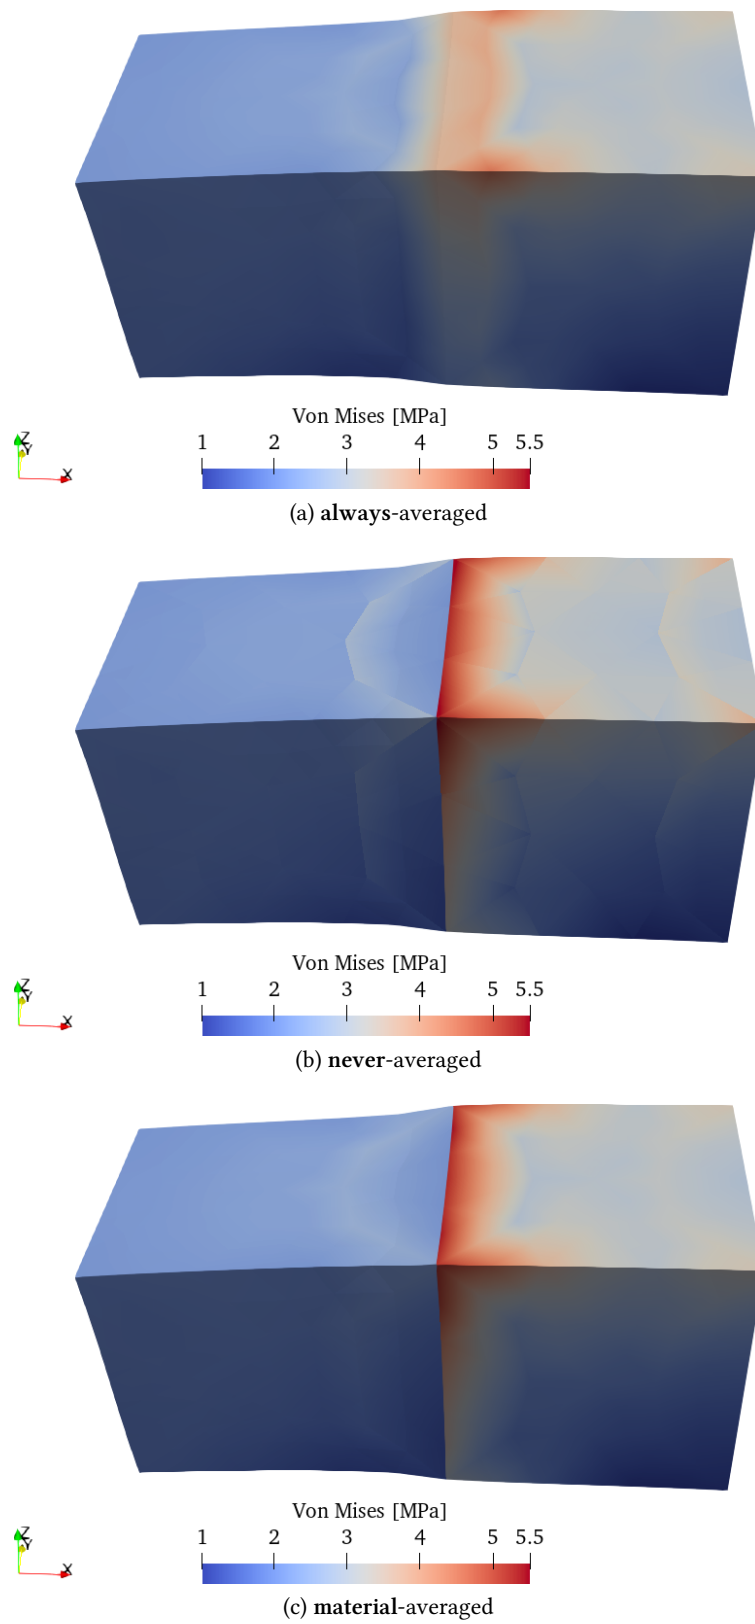 Von Mises [MPa]
1 2 3 4 5 5.5
Z
Y
X
(a) always-averaged
Von Mises [MPa]
1 2 3 4 5 5.5
Z
Y
X
(b) never-averaged
Von Mises [MPa]
1 2 3 4 5 5.5
Z
Y
X
(c) material-averaged